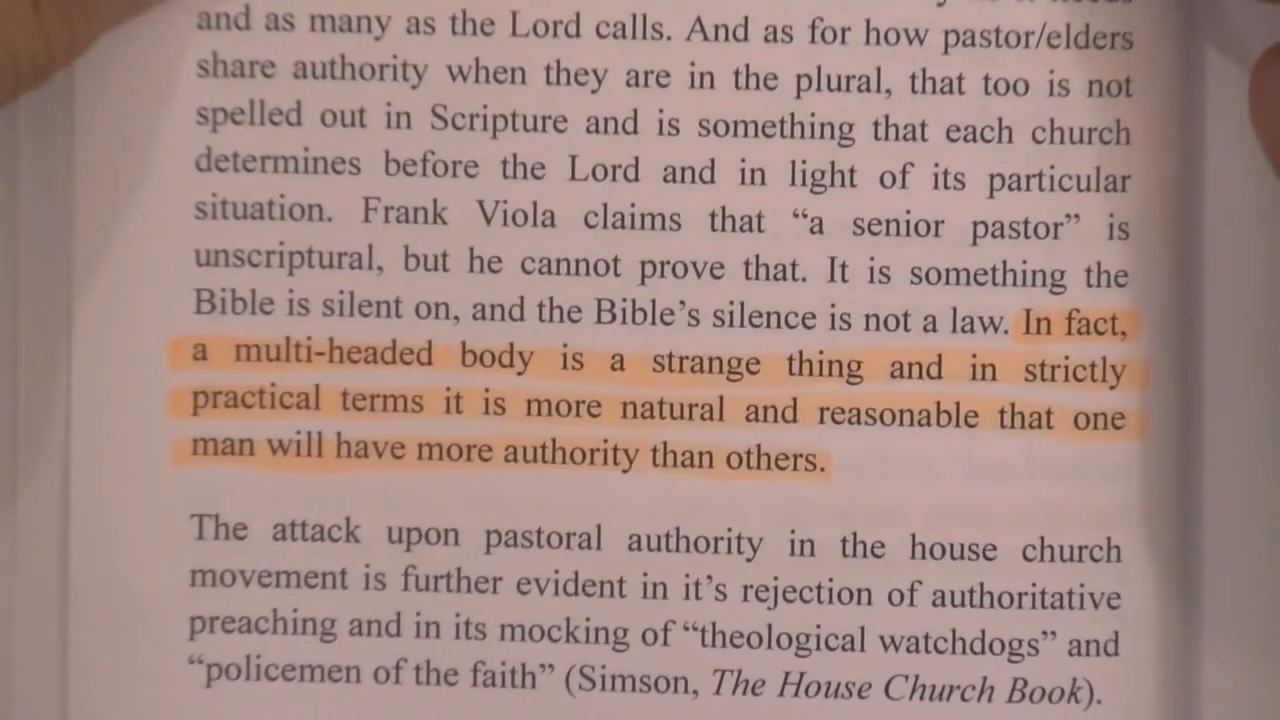 and as many as the Lord calls. And as for how pastor/elders
share authority when they are in the plural, that too is not
spelled out in Scripture and is something that each church
determines before the Lord and in light of its particular
situation. Frank Viola claims that “a senior pastor” is
unscriptural, but he cannot prove that. It is something the
Bible is silent on, and the Bible’s silence is not a law. In fact,
a multi-headed body is a strange thing and in strictly
practical terms it is more natural and reasonable that one
man will have more authority than others.
The attack upon pastoral authority in the house church
movement is further evident in it’s rejection of authoritative
preaching and in its mocking of “theological watchdogs” and
“policemen of the faith” (Simson, The House Church Book).